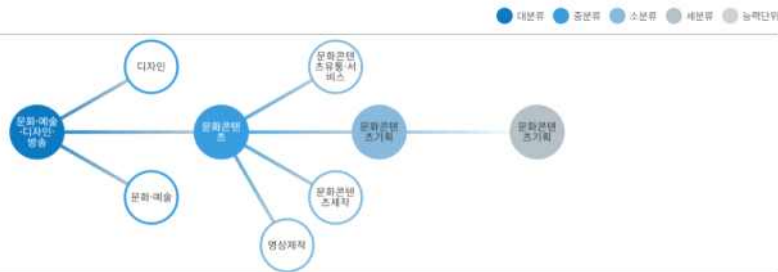 대분류 중분류 소분류 세분류 능력단위
디자인
문화콘텐
츠유통·서
비스
문화·예술
·디자인·
방송
문화콘텐
츠
문화콘텐
츠기획
문화콘텐
츠기획
문화·예술
문화콘텐
츠제작
영상제작